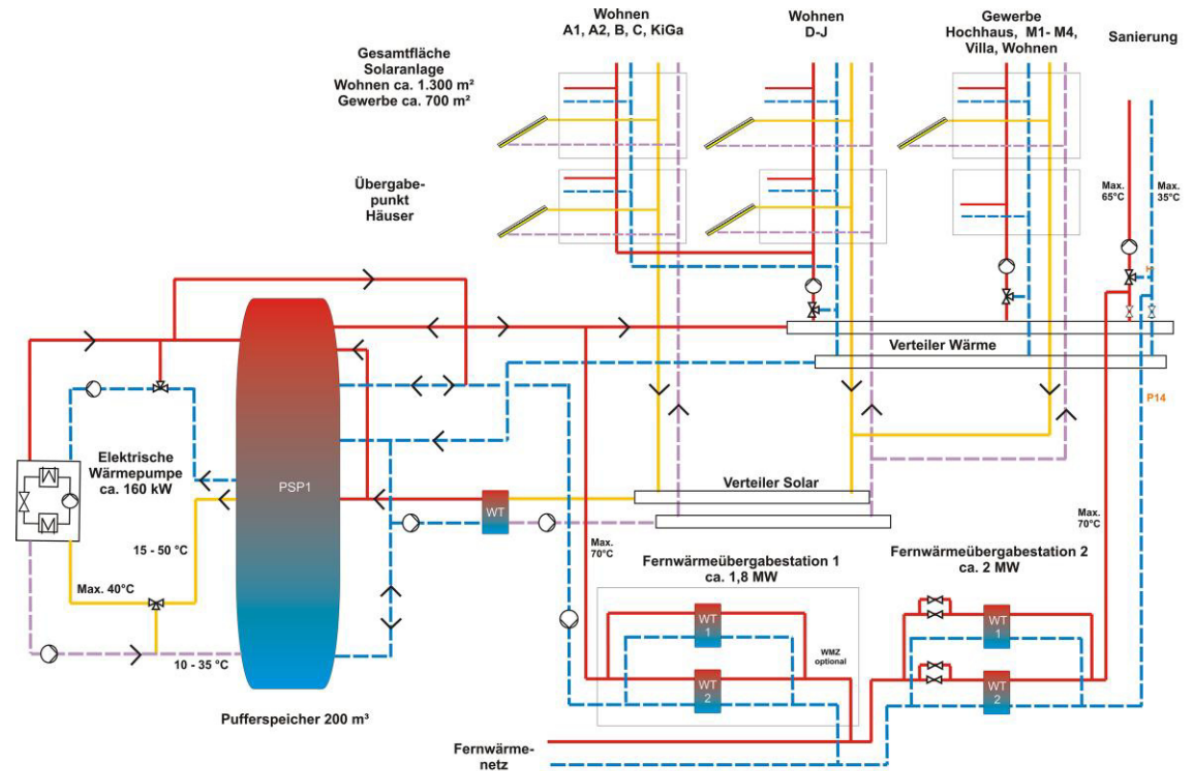 Wohnen
A1, A2, B, C, KiGa
Wohnen
D-J
Gewerbe
Hochhaus, M1- M4,
Villa, Wohnen
Sanierung
Gesamtfläche
Solaranlage
Wohnen ca. 1.300 m²
Gewerbe ca. 700 m²
Übergabe-
punkt
Häuser
Max.
65°C
Max.
35°C
Verteiler Wärme
P14
Elektrische
Wärmepumpe
ca. 160 kW
PSP1
Verteiler Solar
WT
15 - 50 °C
Max.
70°C
Max.
70°C
Fernwärmeübergabestation 1
ca. 1,8 MW
Fernwärmeübergabestation 2
ca. 2 MW
Max. 40°C
WT
1
WT
1
WMZ
optional
10 - 35 °C
WT
2
WT
2
Pufferspeicher 200 m³
Fernwärme-
netz